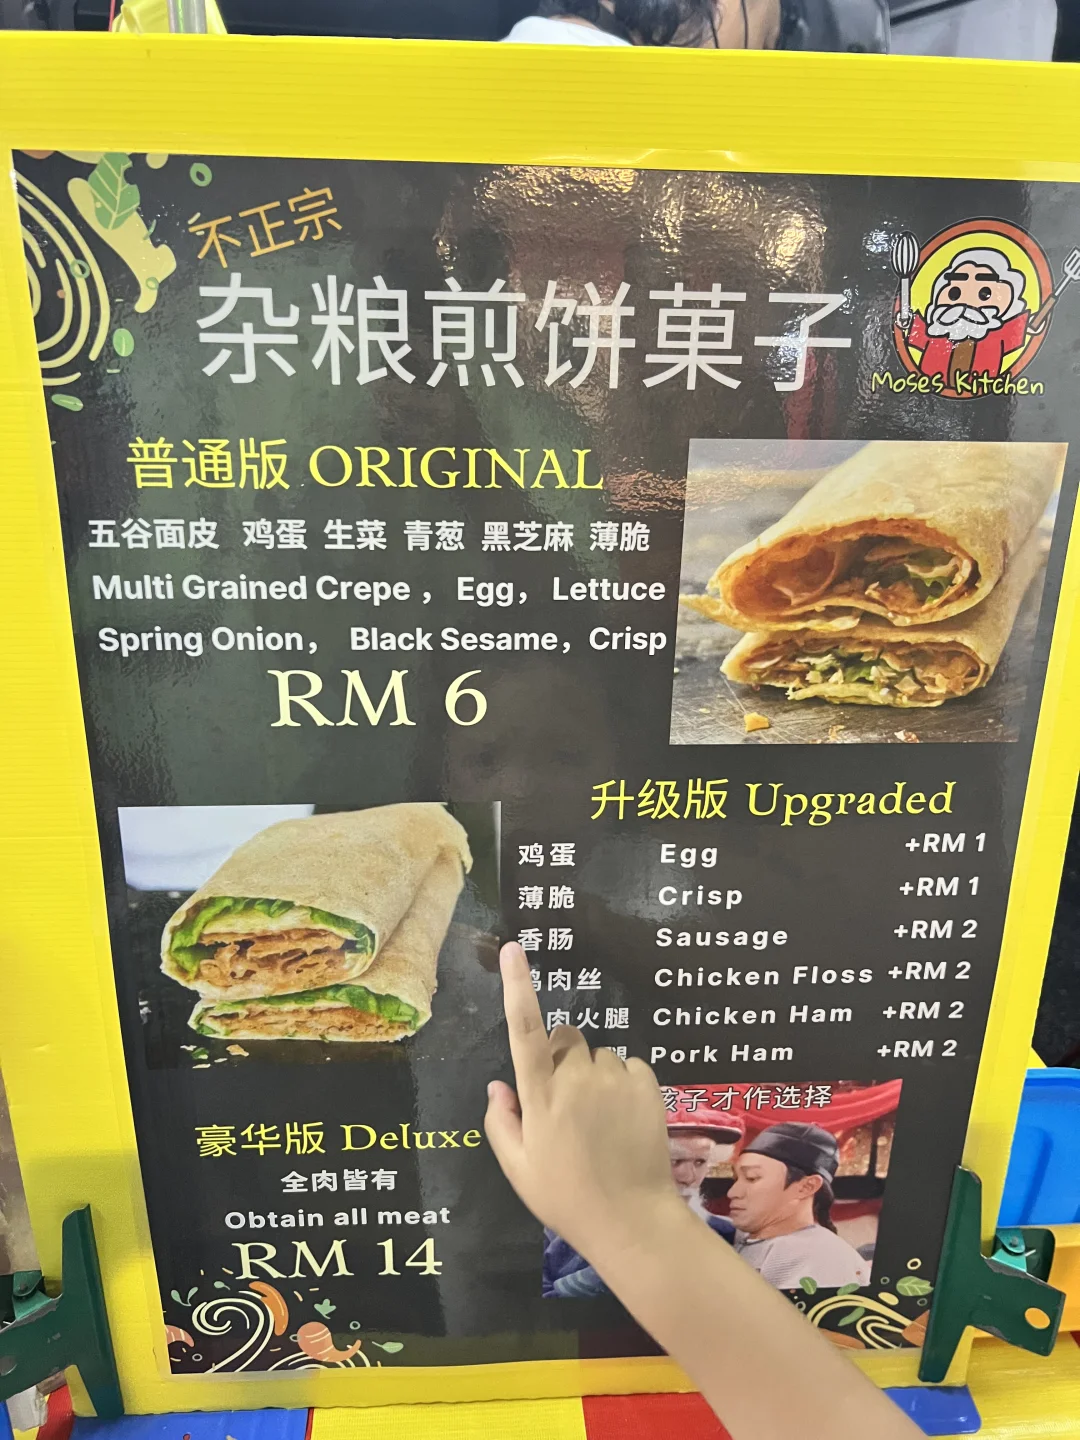 不正宗
杂粮煎饼菓子
Moses Kitchen
普通版 ORIGINAL
五谷面皮 鸡蛋 生菜 青葱 黑芝麻 薄脆
Multi Grained Crepe , Egg, Lettuce
Spring Onion, Black Sesame, Crisp
RM 6
升级版 Upgraded
鸡蛋 Egg +RM 1
薄脆 Crisp +RM 1
香肠 Sausage +RM 2
肉丝 Chicken Floss +RM 2
肉火腿 Chicken Ham +RM 2
腿 Pork Ham +RM 2
孩子才作选择
豪华版 Deluxe
全肉皆有
Obtain all meat
RM 14